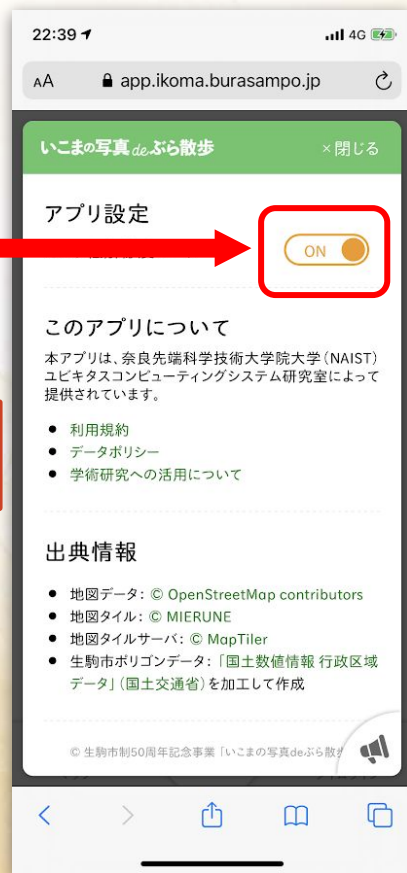 22:39
4G
AA app.ikoma.burasampo.jp
いこまの写真deぶら散歩 ×閉じる
アプリ設定
ON
このアプリについて
本アプリは、奈良先端科学技術大学院大学(NAIST)
ユビキタスコンピューティングシステム研究室によって
提供されています。
● 利用規約
● データポリシー
● 学術研究への活用について
出典情報
● 地図データ: © OpenStreetMap contributors
● 地図タイル: © MIERUNE
● 地図タイルサーバ: © MapTiler
● 生駒市ポリゴンデータ:「国土数値情報 行政区域
データ」(国土交通省)を加工して作成
© 生駒市制50周年記念事業「いこまの写真deぶら散歩